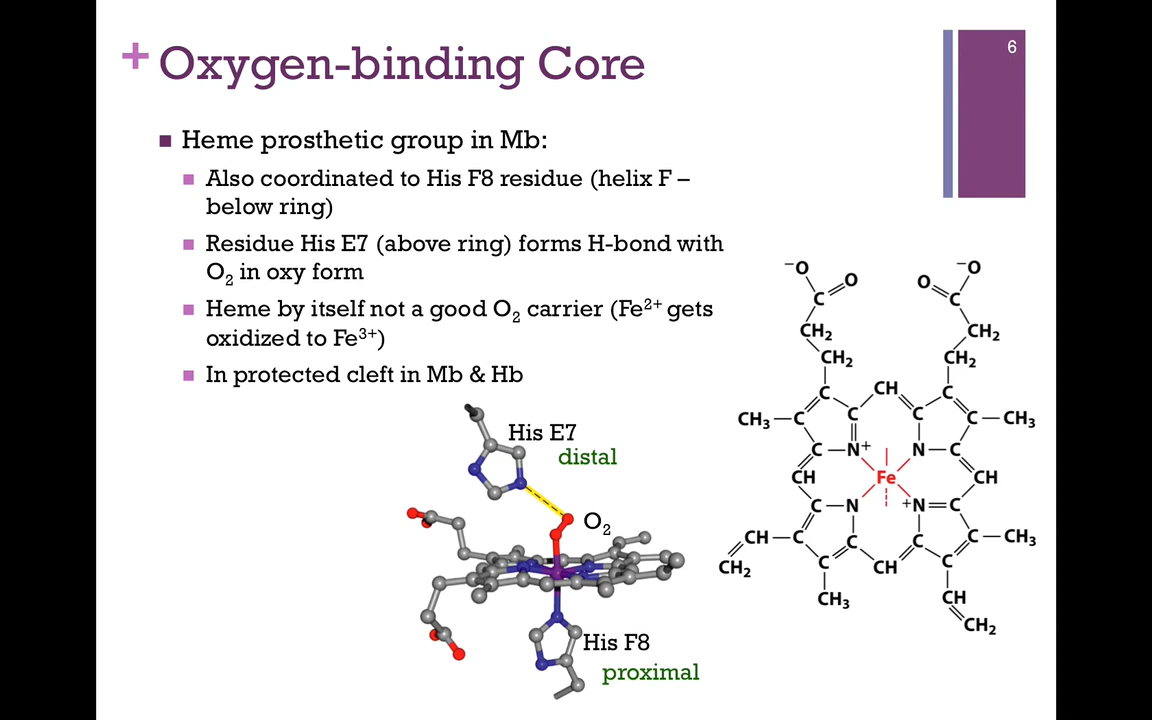 6
+ Oxygen-binding Core
Heme prosthetic group in Mb:
Also coordinated to His F8 residue (helix F –
below ring)
Residue His E7 (above ring) forms H-bond with
O₂ in oxy form
Heme by itself not a good O₂ carrier (Fe²⁺ gets
oxidized to Fe³⁺)
In protected cleft in Mb & Hb
His E7
distal
O₂
His F8
proximal
⁻O O O ⁻O
C C
CH₂ CH₂
CH₂ CH₂
C CH C
CH₃ C C C C CH₃
C N⁺ N C
CH Fe CH
C N ⁺N C
CH C C CH₃
CH₂ C C CH C C
CH₃ CH
CH₂